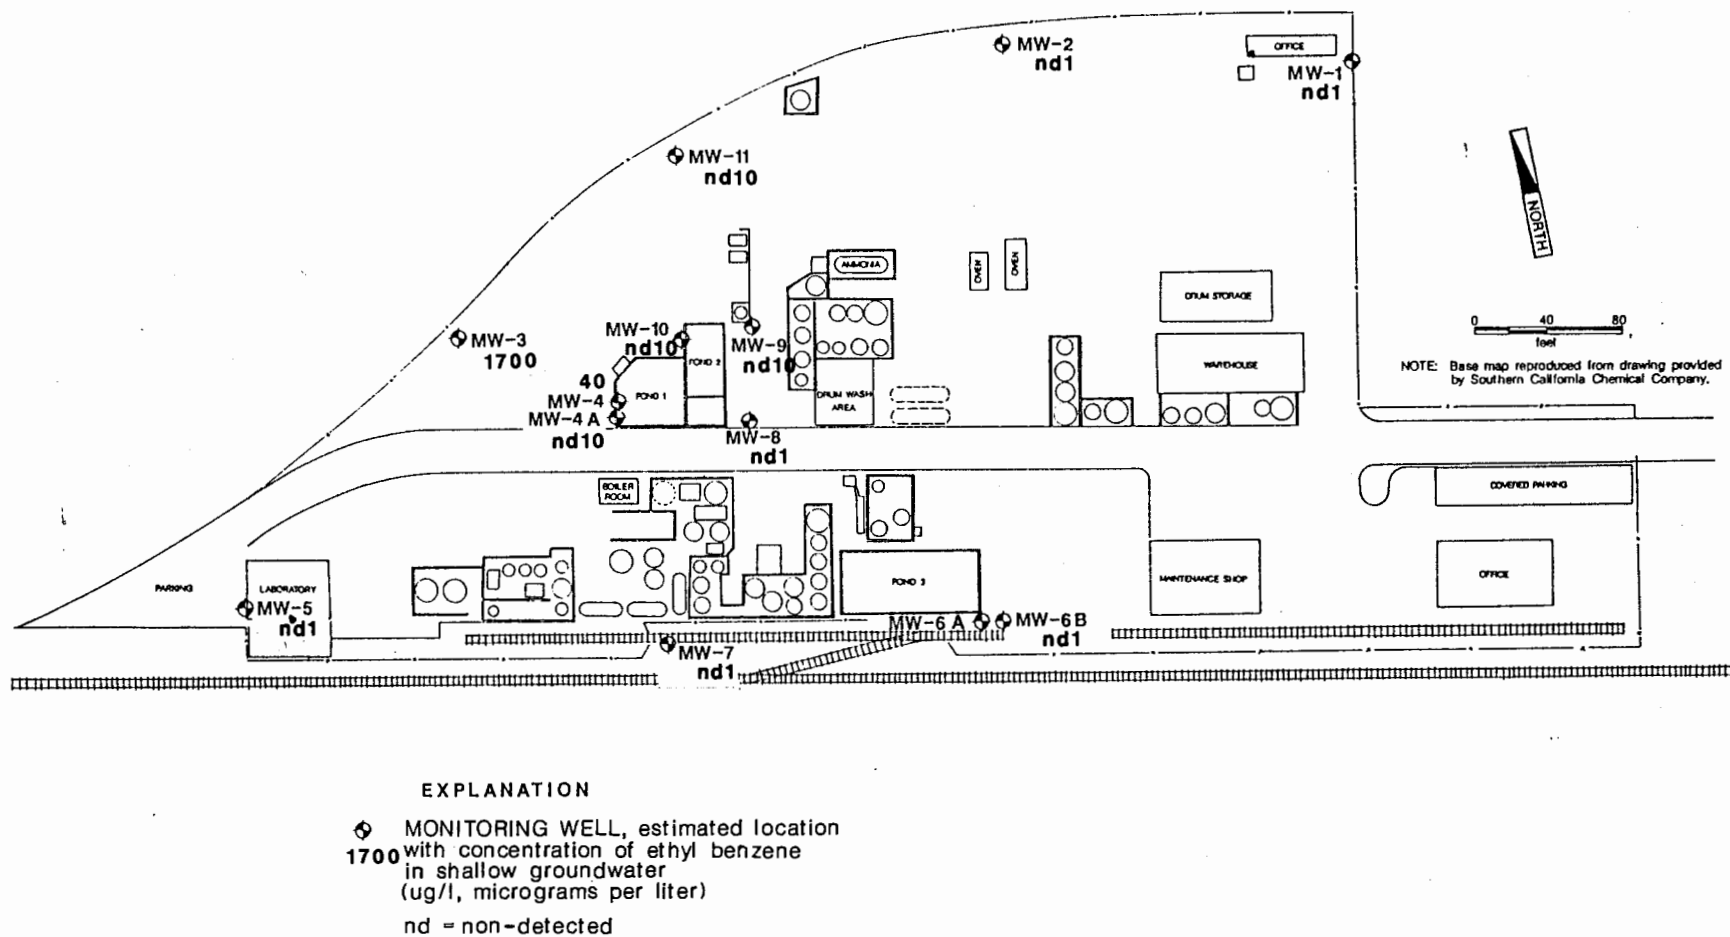 MW-2
nd1
OFFICE
MW-1
nd1
MW-11
nd10
NORTH
AMMONIA
OVEN
OVEN
DRUM STORAGE
0 40 80
feet
MW-3
1700
MW-10
nd10
POND 2
MW-9
nd10
WAREHOUSE
NOTE: Base map reproduced from drawing provided
by Southern California Chemical Company.
40
MW-4
POND 1
MW-4 A
nd10
DRUM WASH
AREA
MW-8
nd1
BOILER
ROOM
COVERED PARKING
PARKING
LABORATORY
MW-5
nd1
POND 3
MAINTENANCE SHOP
OFFICE
MW-6 A
MW-6B
nd1
MW-7
nd1
EXPLANATION
MONITORING WELL, estimated location
1700 with concentration of ethyl benzene
in shallow groundwater
(ug/l, micrograms per liter)
nd = non-detected